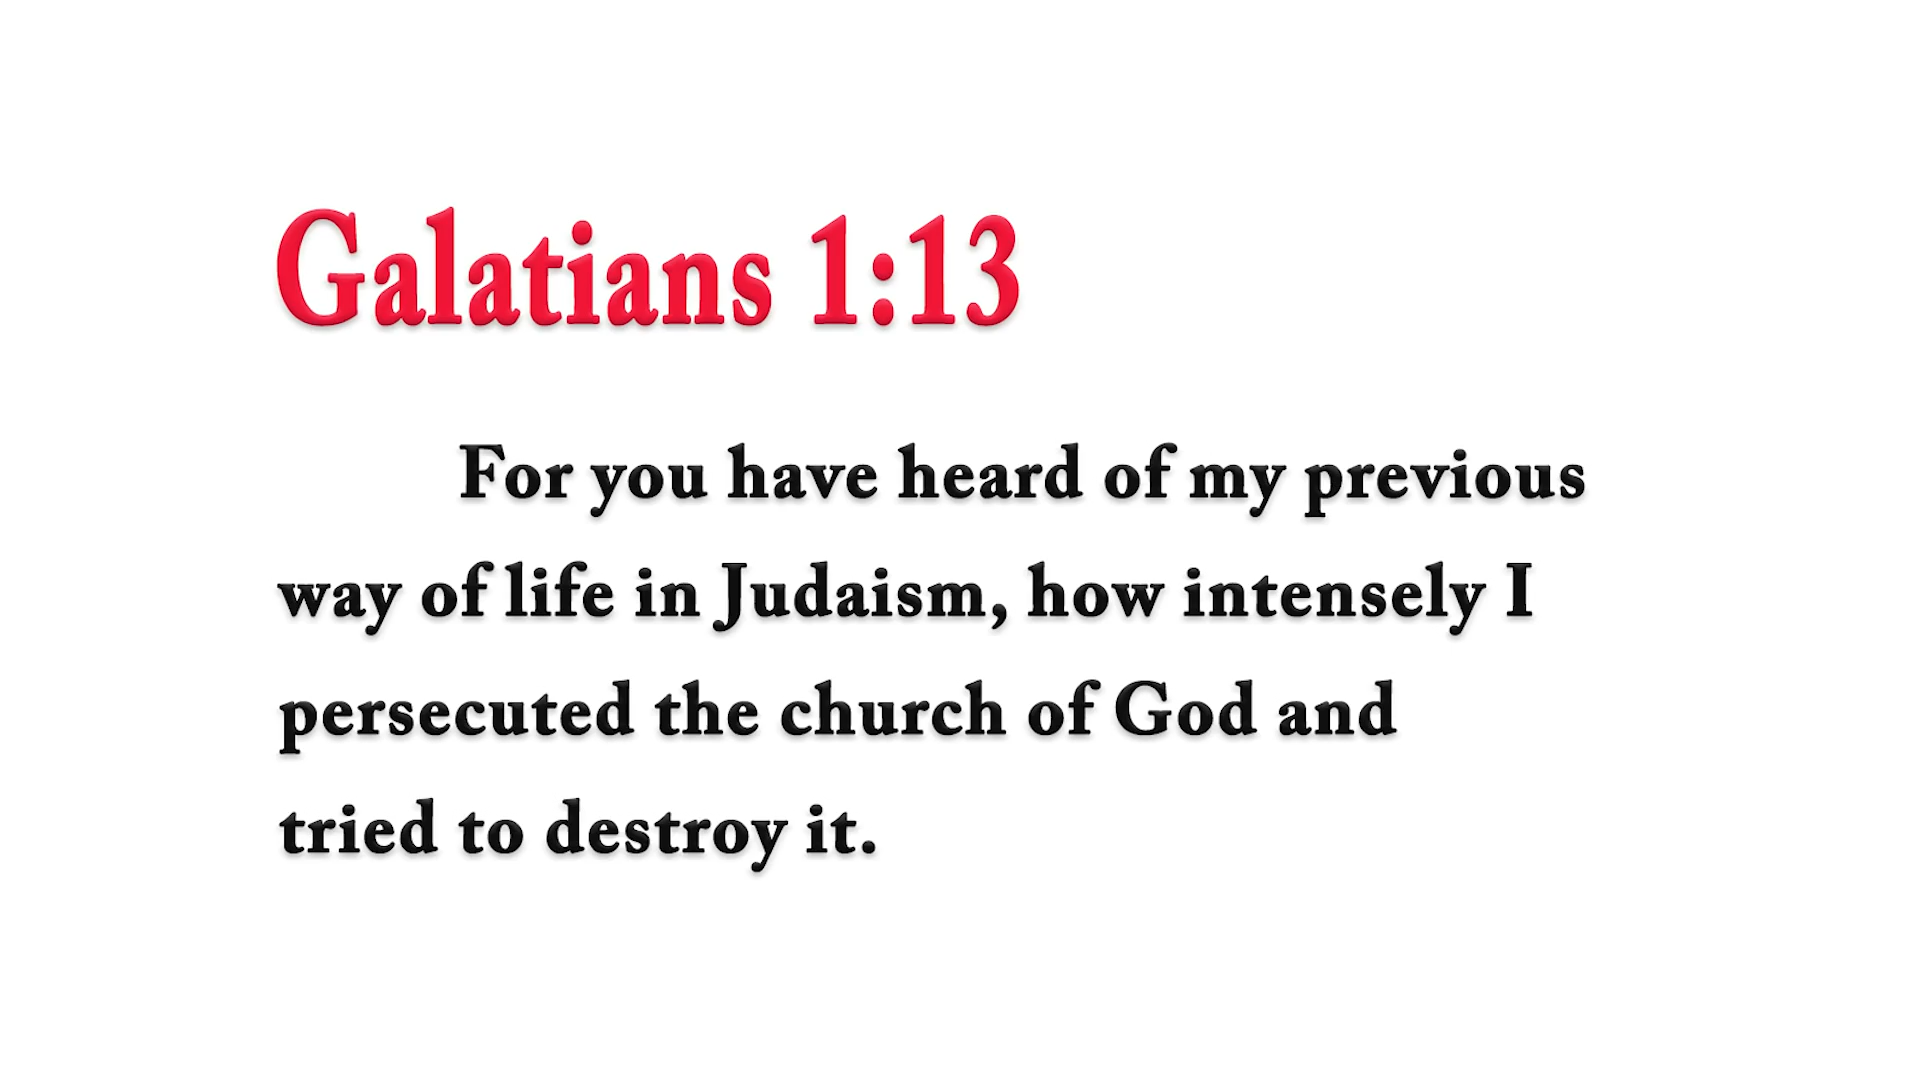 Galatians 1:13
For you have heard of my previous
way of life in Judaism, how intensely I
persecuted the church of God and
tried to destroy it.